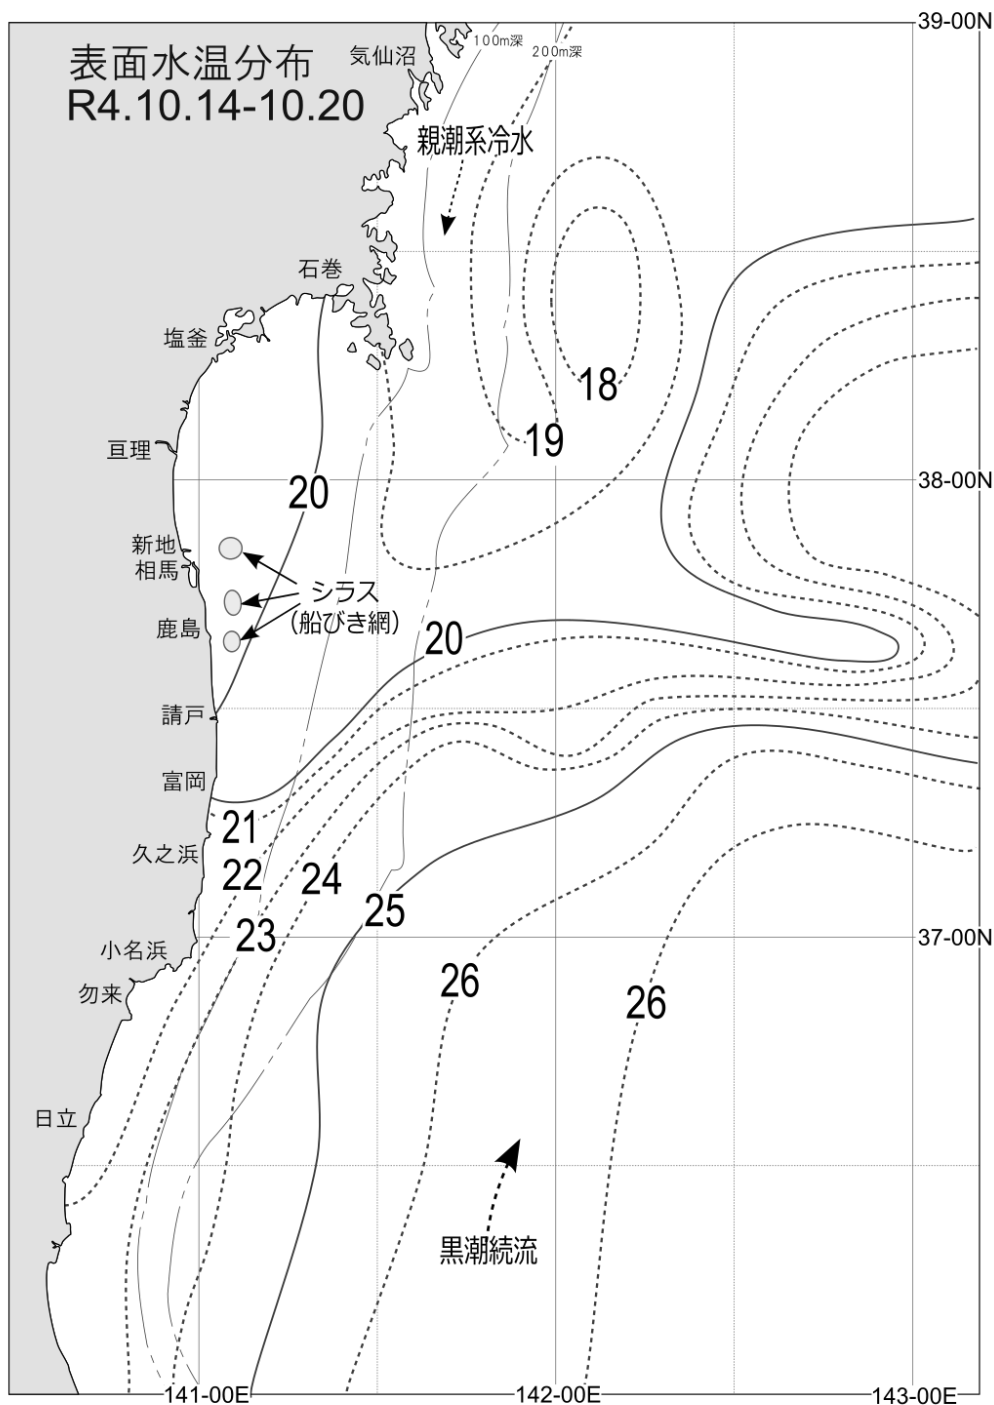 表面水温分布
R4.10.14-10.20
39-00N
100m深
200m深
気仙沼
親潮系冷水
石巻
塩釜
18
19
亘理
20
38-00N
新地
相馬
シラス
(船びき網)
鹿島
20
請戸
富岡
21
久之浜
22
24
25
23
37-00N
小名浜
勿来
26
26
日立
黒潮続流
141-00E
142-00E
143-00E